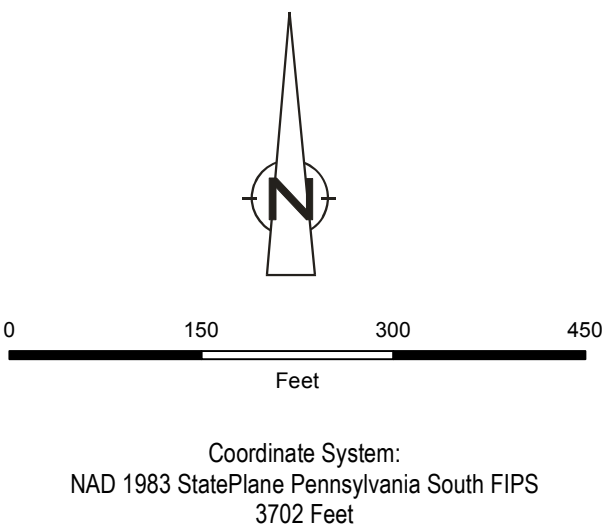 N
0 150 300 450
Feet
Coordinate System:
NAD 1983 StatePlane Pennsylvania South FIPS
3702 Feet